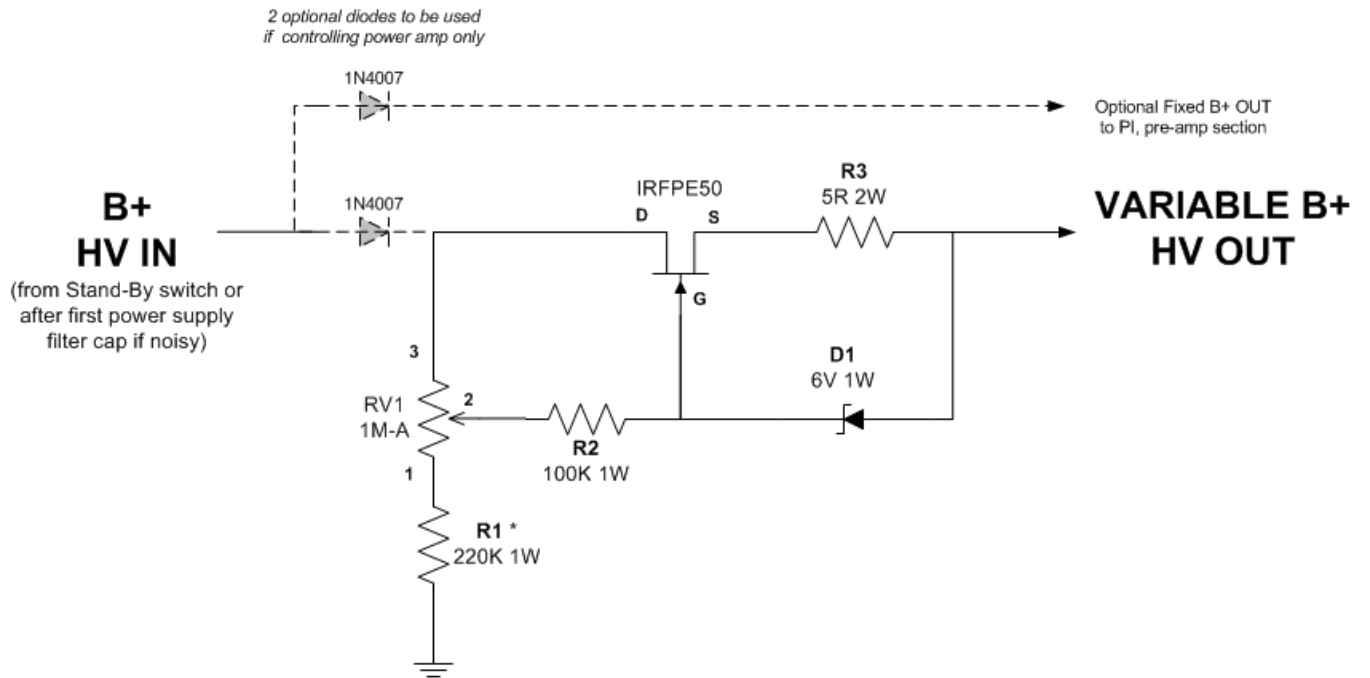 2 optional diodes to be used
if controlling power amp only
1N4007
Optional Fixed B+ OUT
to PI, pre-amp section
B+
HV IN
(from Stand-By switch or
after first power supply
filter cap if noisy)
1N4007
IRFPE50
D
S
G
R3
5R 2W
VARIABLE B+
HV OUT
3
RV1
1M-A
2
1
R2
100K 1W
D1
6V 1W
R1 *
220K 1W